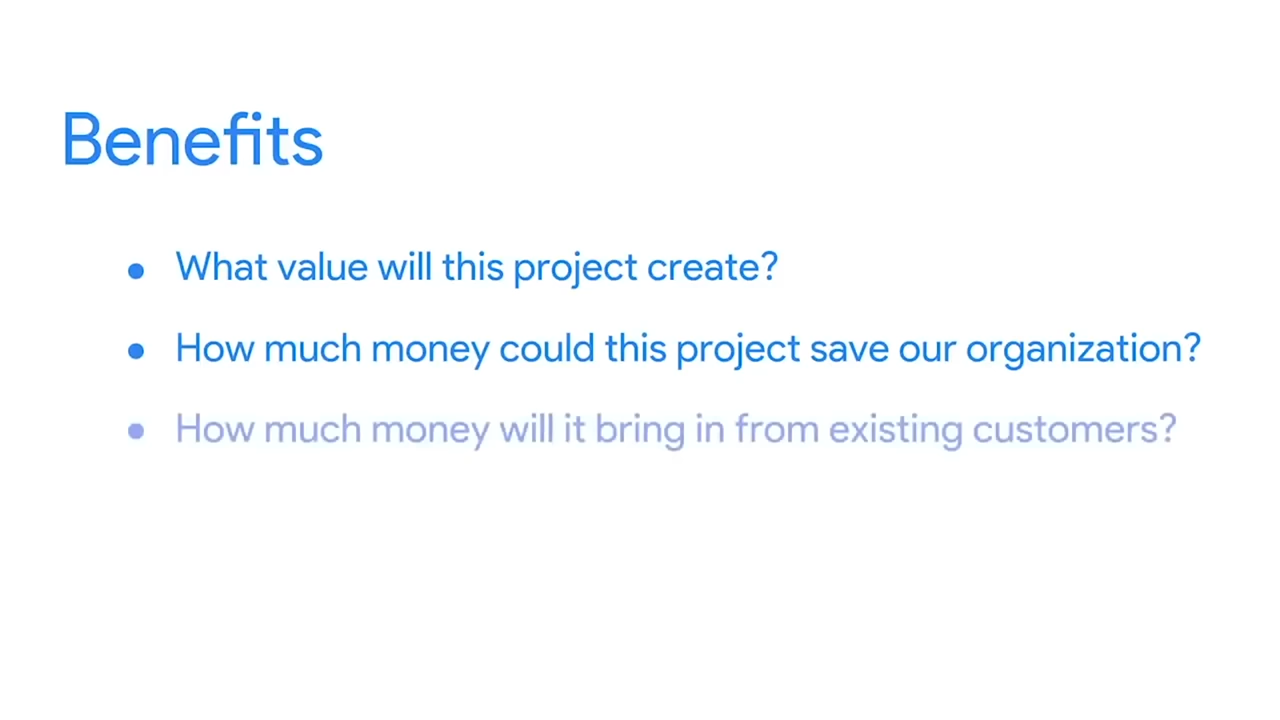 Benefits
• What value will this project create?
• How much money could this project save our organization?
• How much money will it bring in from existing customers?